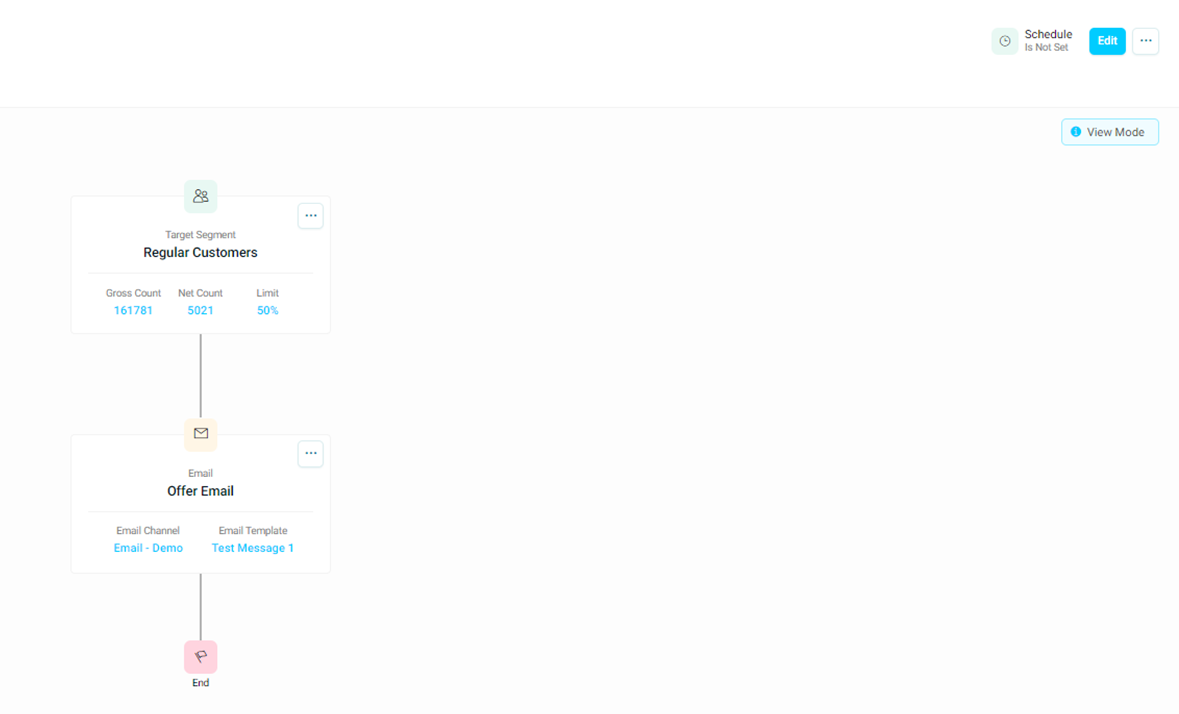 Schedule
Is Not Set
Edit
View Mode
Target Segment
Regular Customers
Gross Count Net Count Limit
161781 5021 50%
Email
Offer Email
Email Channel Email Template
Email - Demo Test Message 1
End